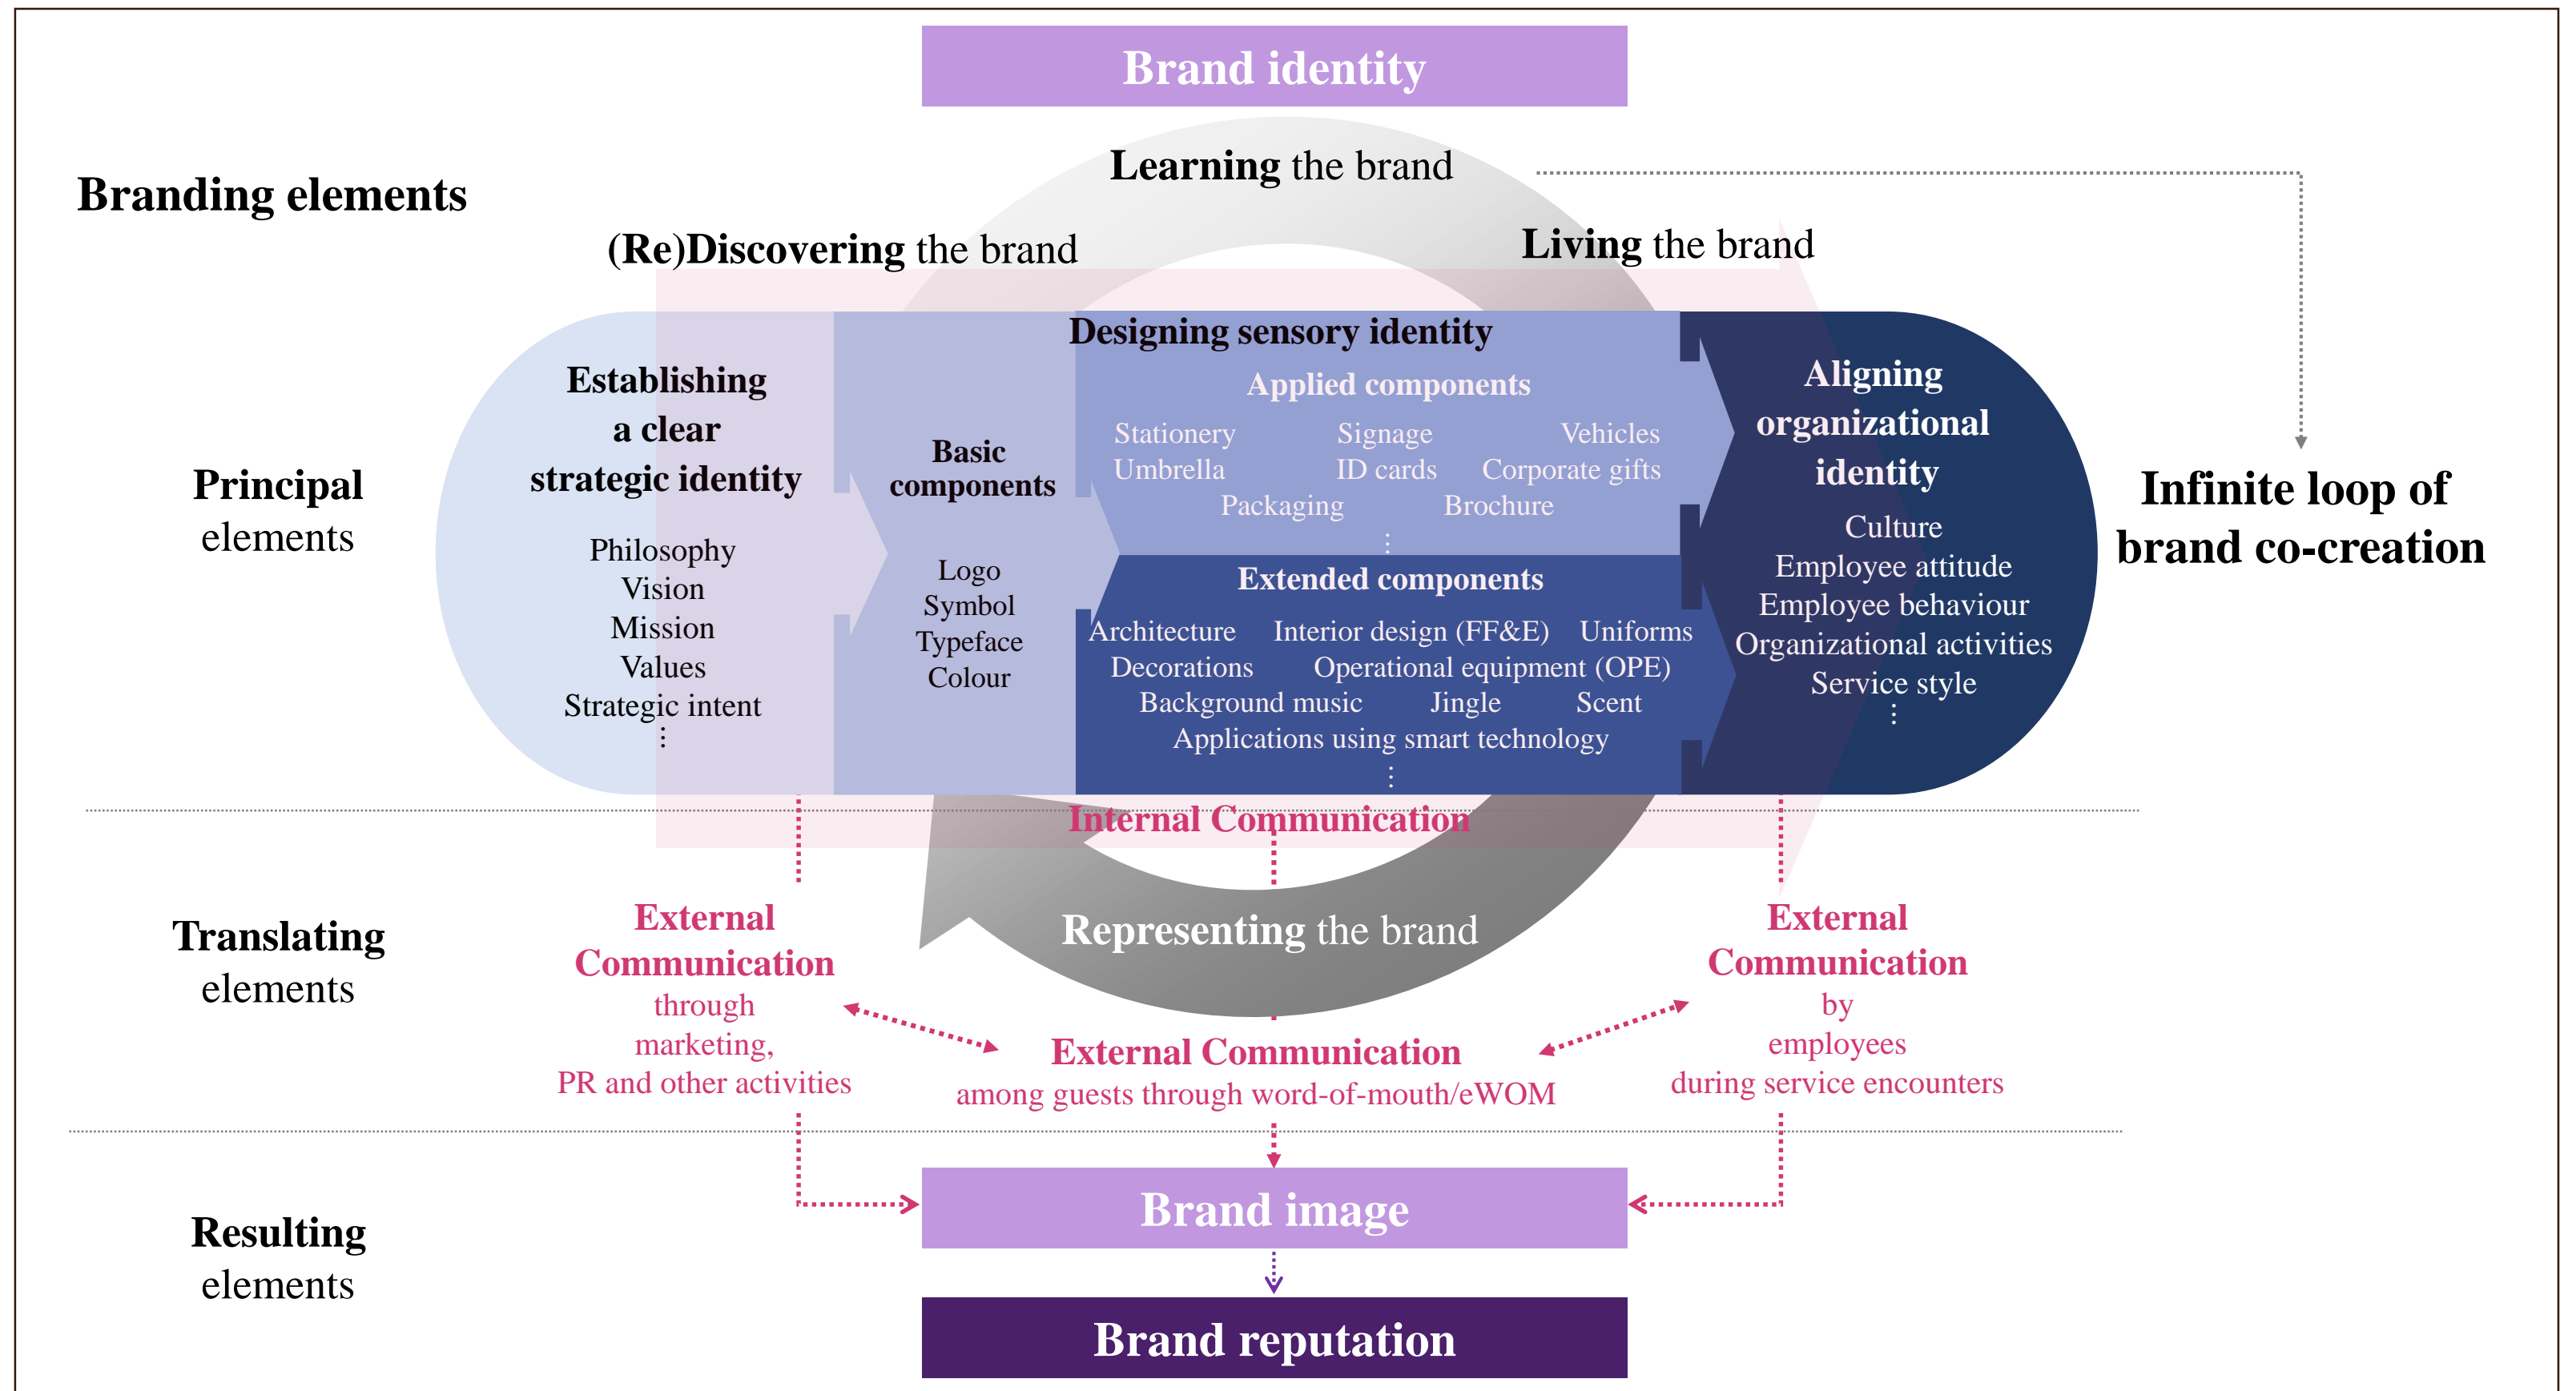 Brand identity
Learning the brand
Branding elements
(Re)Discovering the brand
Living the brand
Principal
elements
Establishing
a clear
strategic identity
Philosophy
Vision
Mission
Values
Strategic intent
⋮
Designing sensory identity
Basic
components
Logo
Symbol
Typeface
Colour
Applied components
Stationery Signage Vehicles
Umbrella ID cards Corporate gifts
Packaging Brochure
⋮
Extended components
Architecture Interior design (FF&E) Uniforms
Decorations Operational equipment (OPE)
Background music Jingle Scent
Applications using smart technology
⋮
Aligning
organizational
identity
Culture
Employee attitude
Employee behaviour
Organizational activities
Service style
⋮
Infinite loop of
brand co-creation
Internal Communication
Translating
elements
External
Communication
through
marketing,
PR and other activities
Representing the brand
External Communication
among guests through word-of-mouth/eWOM
External
Communication
by
employees
during service encounters
Resulting
elements
Brand image
Brand reputation